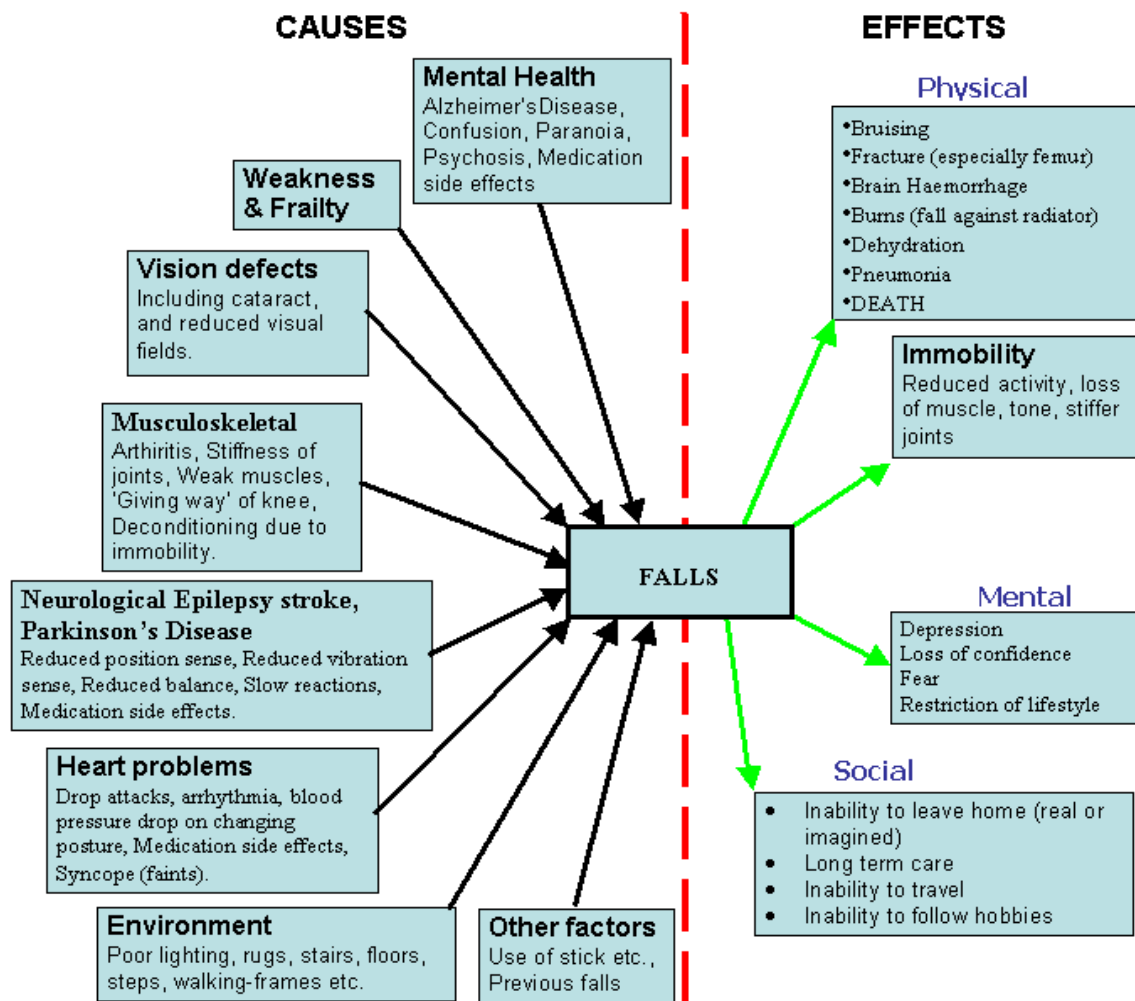 CAUSES
Mental Health
Alzheimer's Disease,
Confusion, Paranoia,
Psychosis, Medication
side effects
Weakness
& Frailty
Vision defects
Including cataract,
and reduced visual
fields.
Musculoskeletal
Arthiritis, Stiffness of
joints, Weak muscles,
'Giving way' of knee,
Deconditioning due to
immobility.
Neurological Epilepsy stroke,
Parkinson's Disease
Reduced position sense, Reduced vibration
sense, Reduced balance, Slow reactions,
Medication side effects.
Heart problems
Drop attacks, arrhythmia, blood
pressure drop on changing
posture, Medication side effects,
Syncope (faints).
Environment
Poor lighting, rugs, stairs, floors,
steps, walking-frames etc.
Other factors
Use of stick etc.,
Previous falls
FALLS
EFFECTS
Physical
•Bruising
•Fracture (especially femur)
•Brain Haemorrhage
•Burns (fall against radiator)
•Dehydration
•Pneumonia
•DEATH
Immobility
Reduced activity, loss
of muscle, tone, stiffer
joints
Mental
Depression
Loss of confidence
Fear
Restriction of lifestyle
Social
• Inability to leave home (real or
imagined)
• Long term care
• Inability to travel
• Inability to follow hobbies